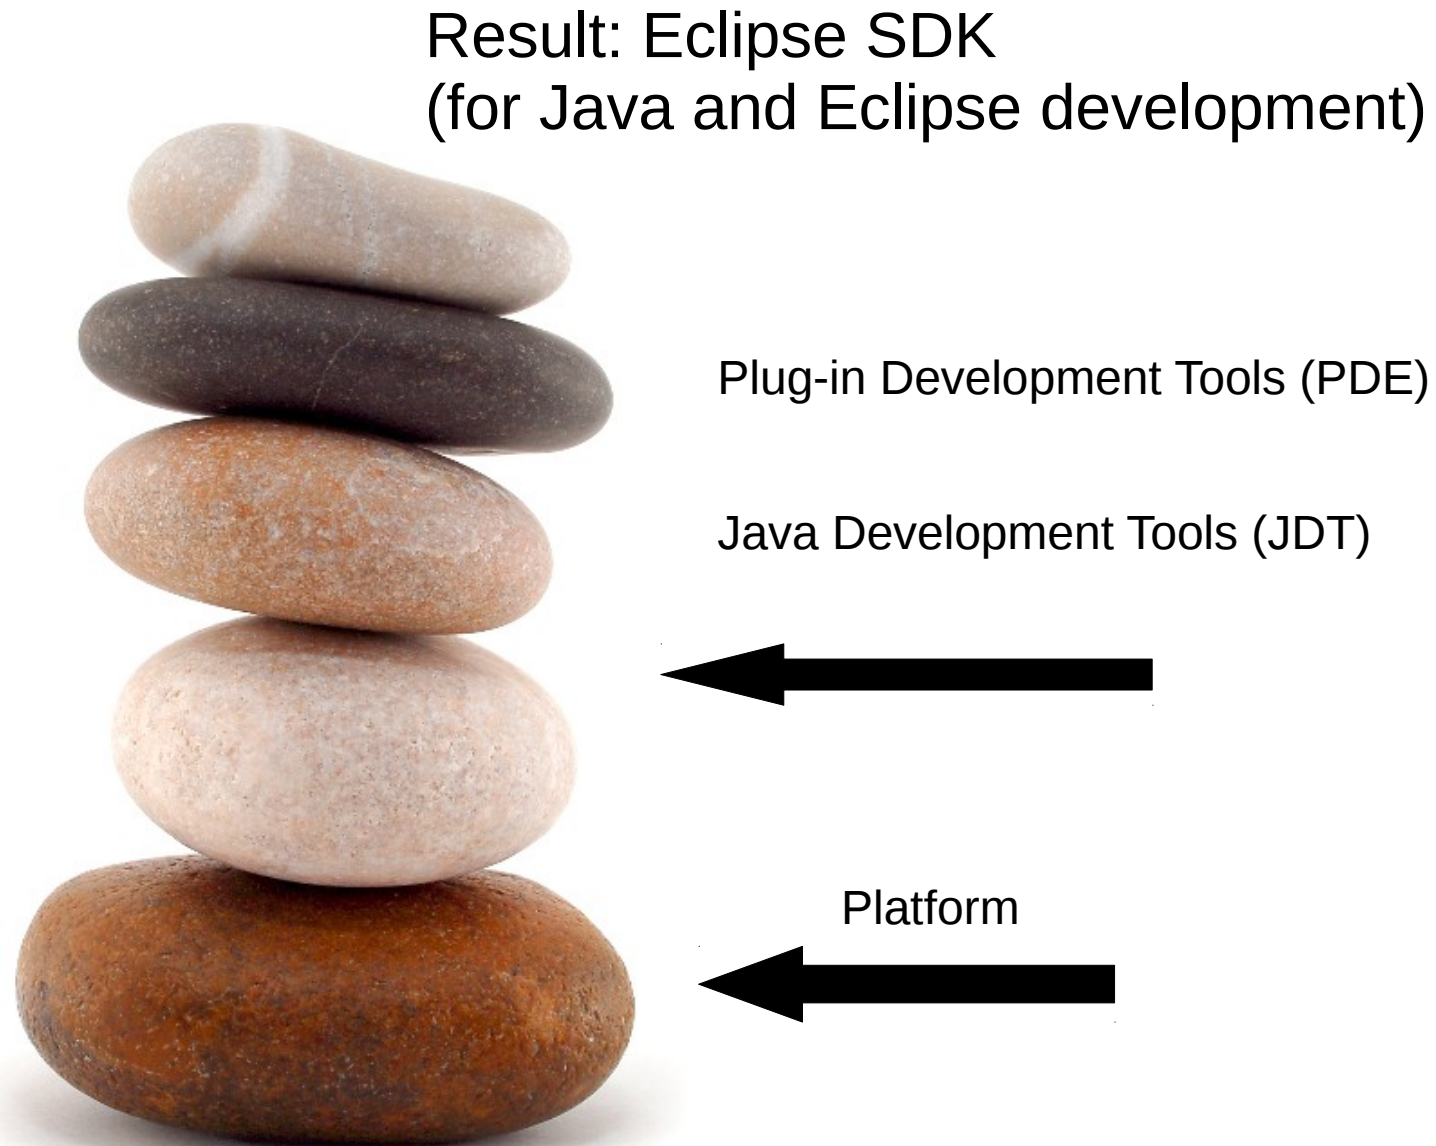 Result: Eclipse SDK
(for Java and Eclipse development)
Plug-in Development Tools (PDE)
Java Development Tools (JDT)
Platform